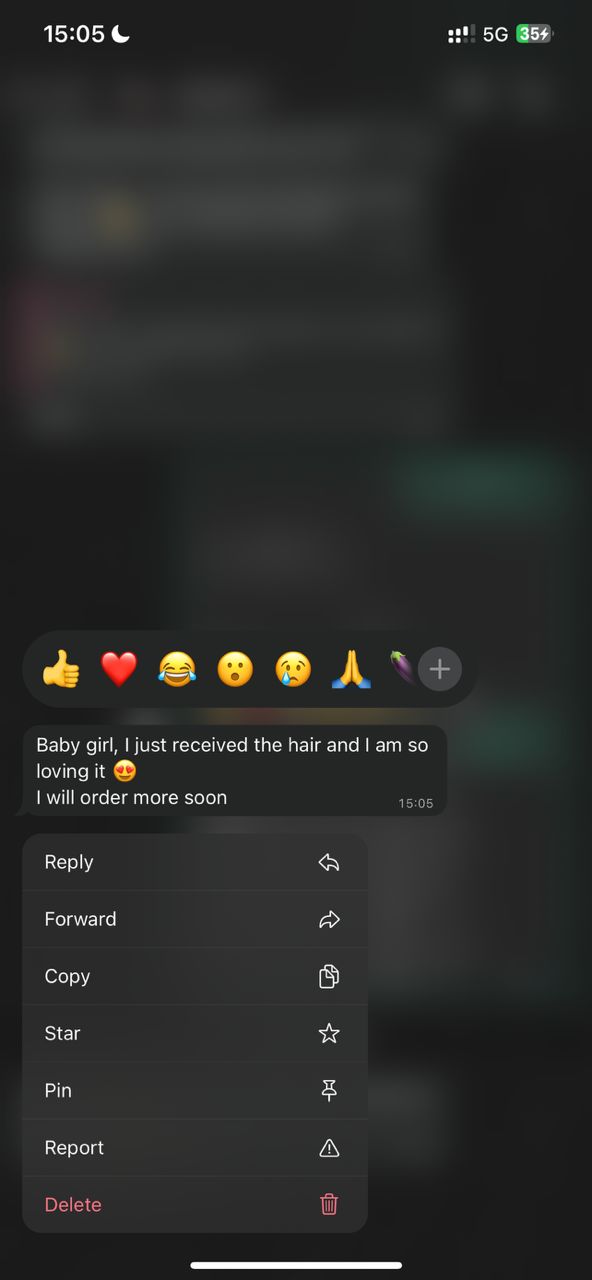 15:05
5G 35
Baby girl, I just received the hair and I am so
loving it 😍
I will order more soon
15:05
Reply
Forward
Copy
Star
Pin
Report
Delete